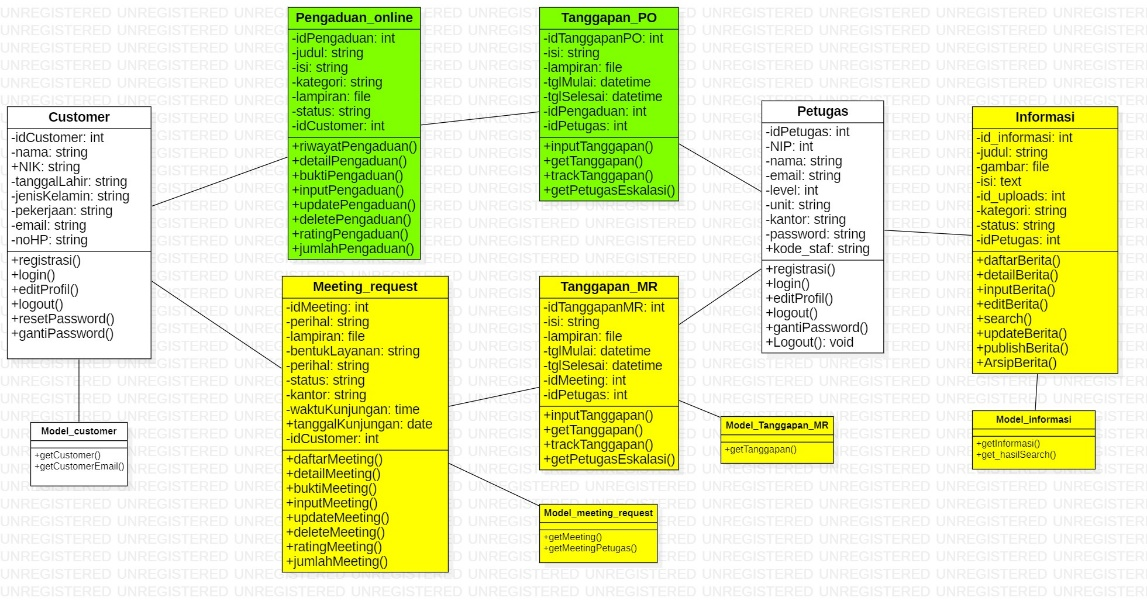 Pengaduan_online
-idPengaduan: int
-judul: string
-isi: string
-kategori: string
-lampiran: file
-status: string
-idCustomer: int
+riwayatPengaduan()
+detailPengaduan()
+buktiPengaduan()
+inputPengaduan()
+updatePengaduan()
+deletePengaduan()
+ratingPengaduan()
+jumlahPengaduan()
Tanggapan_PO
-idTanggapanPO: int
-isi: string
-lampiran: file
-tglMulai: datetime
-tglSelesai: datetime
-idPengaduan: int
-idPetugas: int
+inputTanggapan()
+getTanggapan()
+trackTanggapan()
+getPetugasEskalasi()
Customer
-idCustomer: int
-nama: string
+NIK: string
-tanggalLahir: string
-jenisKelamin: string
-pekerjaan: string
-email: string
-noHP: string
+registrasi()
+login()
+editProfil()
+logout()
+resetPassword()
+gantiPassword()
Petugas
-idPetugas: int
-NIP: int
-nama: string
-email: string
-level: int
-unit: string
-kantor: string
-password: string
+kode_staf: string
+registrasi()
+login()
+editProfil()
+logout()
+gantiPassword()
+Logout(): void
Informasi
-id_informasi: int
-judul: string
-gambar: file
-isi: text
-id_uploads: int
-kategori: string
-status: string
-idPetugas: int
+daftarBerita()
+detailBerita()
+inputBerita()
+editBerita()
+search()
+updateBerita()
+publishBerita()
+ArsipBerita()
Meeting_request
-idMeeting: int
-perihal: string
-lampiran: file
-bentukLayanan: string
-perihal: string
-status: string
-kantor: string
-waktuKunjungan: time
+tanggalKunjungan: date
-idCustomer: int
+daftarMeeting()
+detailMeeting()
+buktiMeeting()
+inputMeeting()
+updateMeeting()
+deleteMeeting()
+ratingMeeting()
+jumlahMeeting()
Tanggapan_MR
-idTanggapanMR: int
-isi: string
-lampiran: file
-tglMulai: datetime
-tglSelesai: datetime
-idMeeting: int
-idPetugas: int
+inputTanggapan()
+getTanggapan()
+trackTanggapan()
+getPetugasEskalasi()
Model_customer
+getCustomer()
+getCustomerEmail()
Model_Tanggapan_MR
+getTanggapan()
Model_informasi
+getInformasi()
+get_hasilSearch()
Model_meeting_request
+getMeeting()
+getMeetingPetugas()